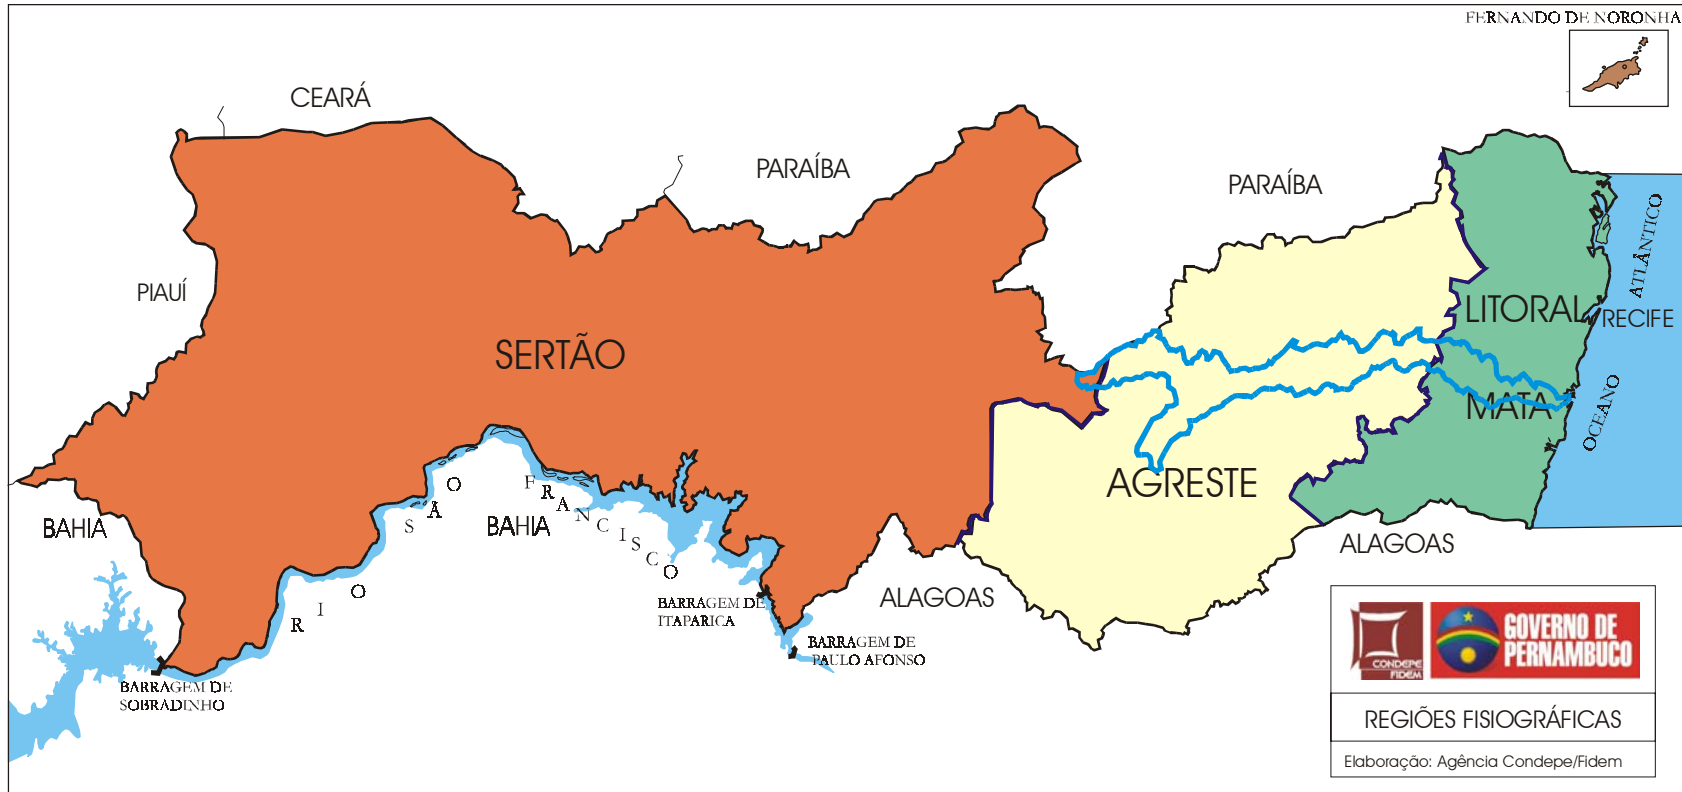 FERNANDO DE NORONHA
CEARÁ
PARAÍBA
PARAÍBA
PIAUÍ
ATLÂNTICO
OCEANO
LITORAL
RECIFE
SERTÃO
MATA
AGRESTE
BAHIA
BAHIA
RIO SÃO FRANCISCO
ALAGOAS
ALAGOAS
BARRAGEM DE
ITAPARICA
BARRAGEM DE
PAULO AFONSO
BARRAGEM DE
SOBRADINHO
CONDEPE
FIDEM
GOVERNO DE
PERNAMBUCO
REGIÕES FISIOGRÁFICAS
Elaboração: Agência Condepe/Fidem